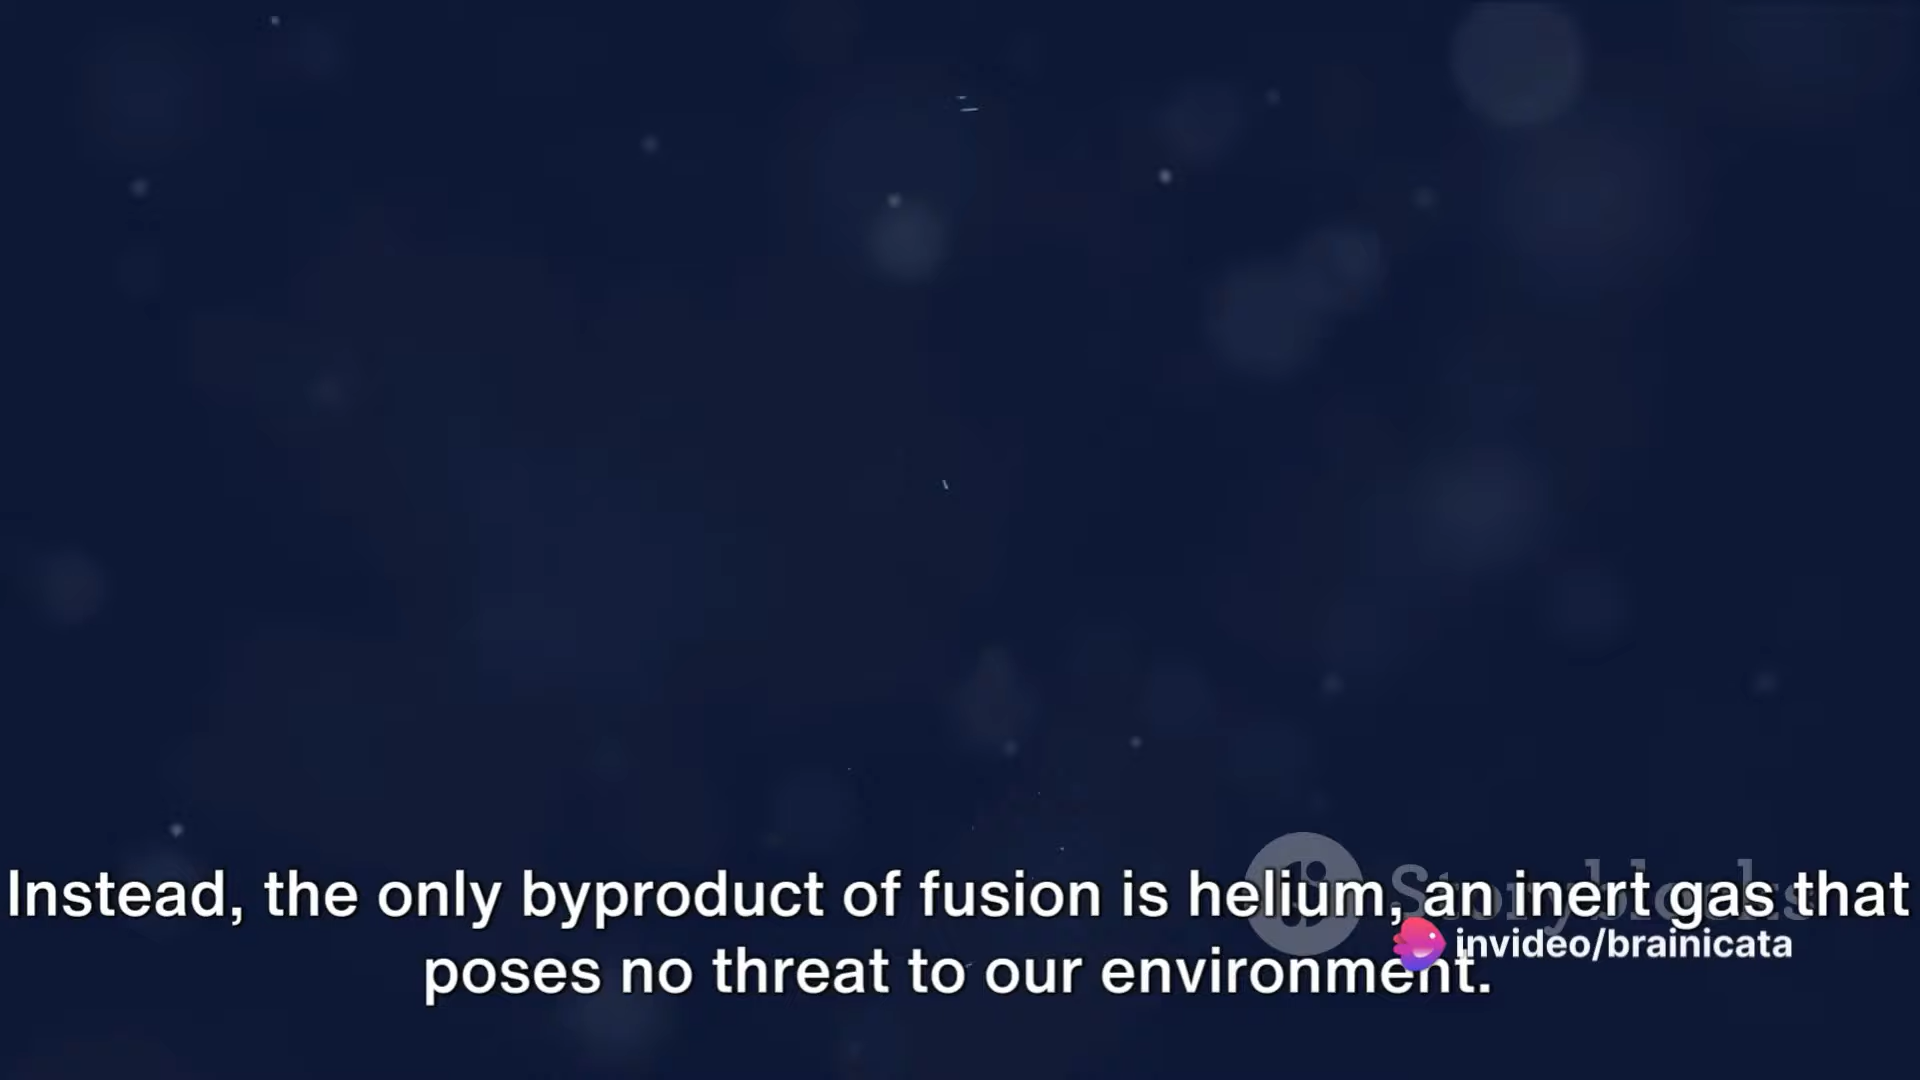 Instead, the only byproduct of fusion is helium, an inert gas that
poses no threat to our environment.
Storyblocks
invideo/brainicata